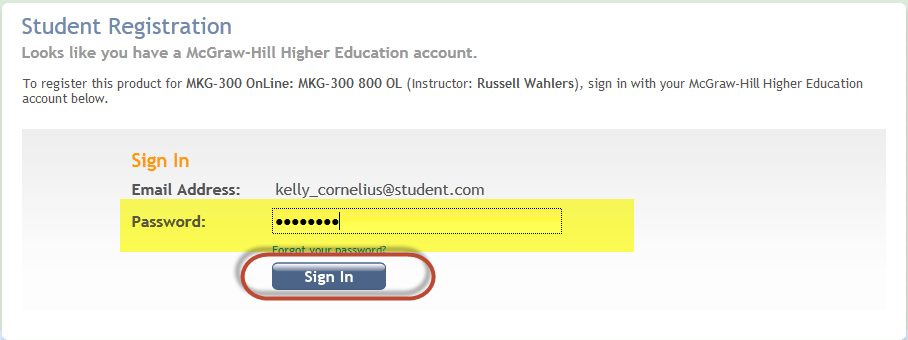 Student Registration
Looks like you have a McGraw-Hill Higher Education account.
To register this product for MKG-300 OnLine: MKG-300 800 OL (Instructor: Russell Wahlers), sign in with your McGraw-Hill Higher Education
account below.
Sign In
Email Address: kelly_cornelius@student.com
Password: ••••••••
Forgot your password?
Sign In